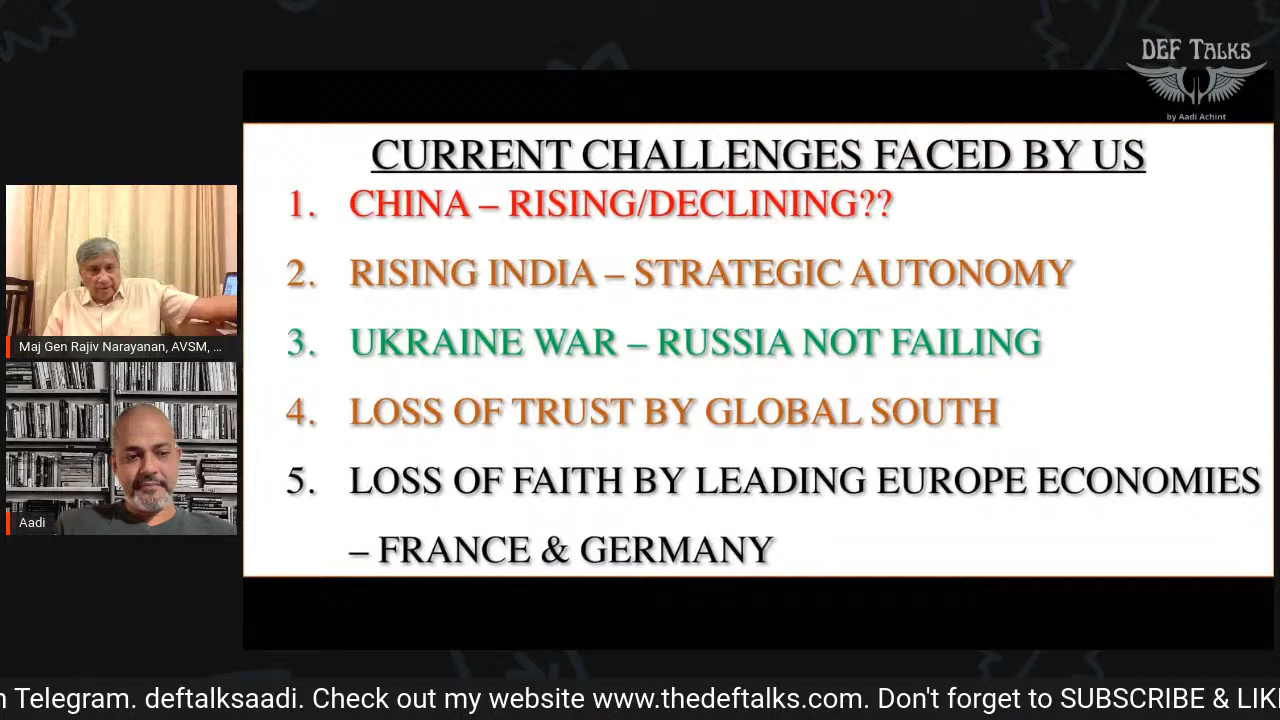 DEF TALKS
by Aadi Achint
CURRENT CHALLENGES FACED BY US
1. CHINA – RISING/DECLINING??
2. RISING INDIA – STRATEGIC AUTONOMY
3. UKRAINE WAR – RUSSIA NOT FAILING
4. LOSS OF TRUST BY GLOBAL SOUTH
5. LOSS OF FAITH BY LEADING EUROPE ECONOMIES
– FRANCE & GERMANY
Maj Gen Rajiv Narayanan, AVSM, ...
Aadi
n Telegram. deftalksaadi. Check out my website www.thedeftalks.com. Don't forget to SUBSCRIBE & LIK